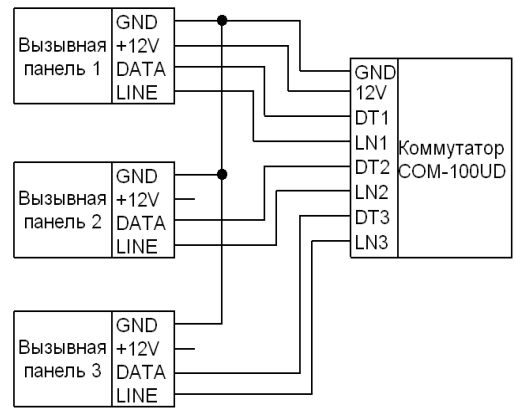 Вызывная
панель 1
GND
+12V
DATA
LINE
Вызывная
панель 2
GND
+12V
DATA
LINE
Вызывная
панель 3
GND
+12V
DATA
LINE
GND
12V
DT1
LN1
DT2
LN2
DT3
LN3
Коммутатор
COM-100UD